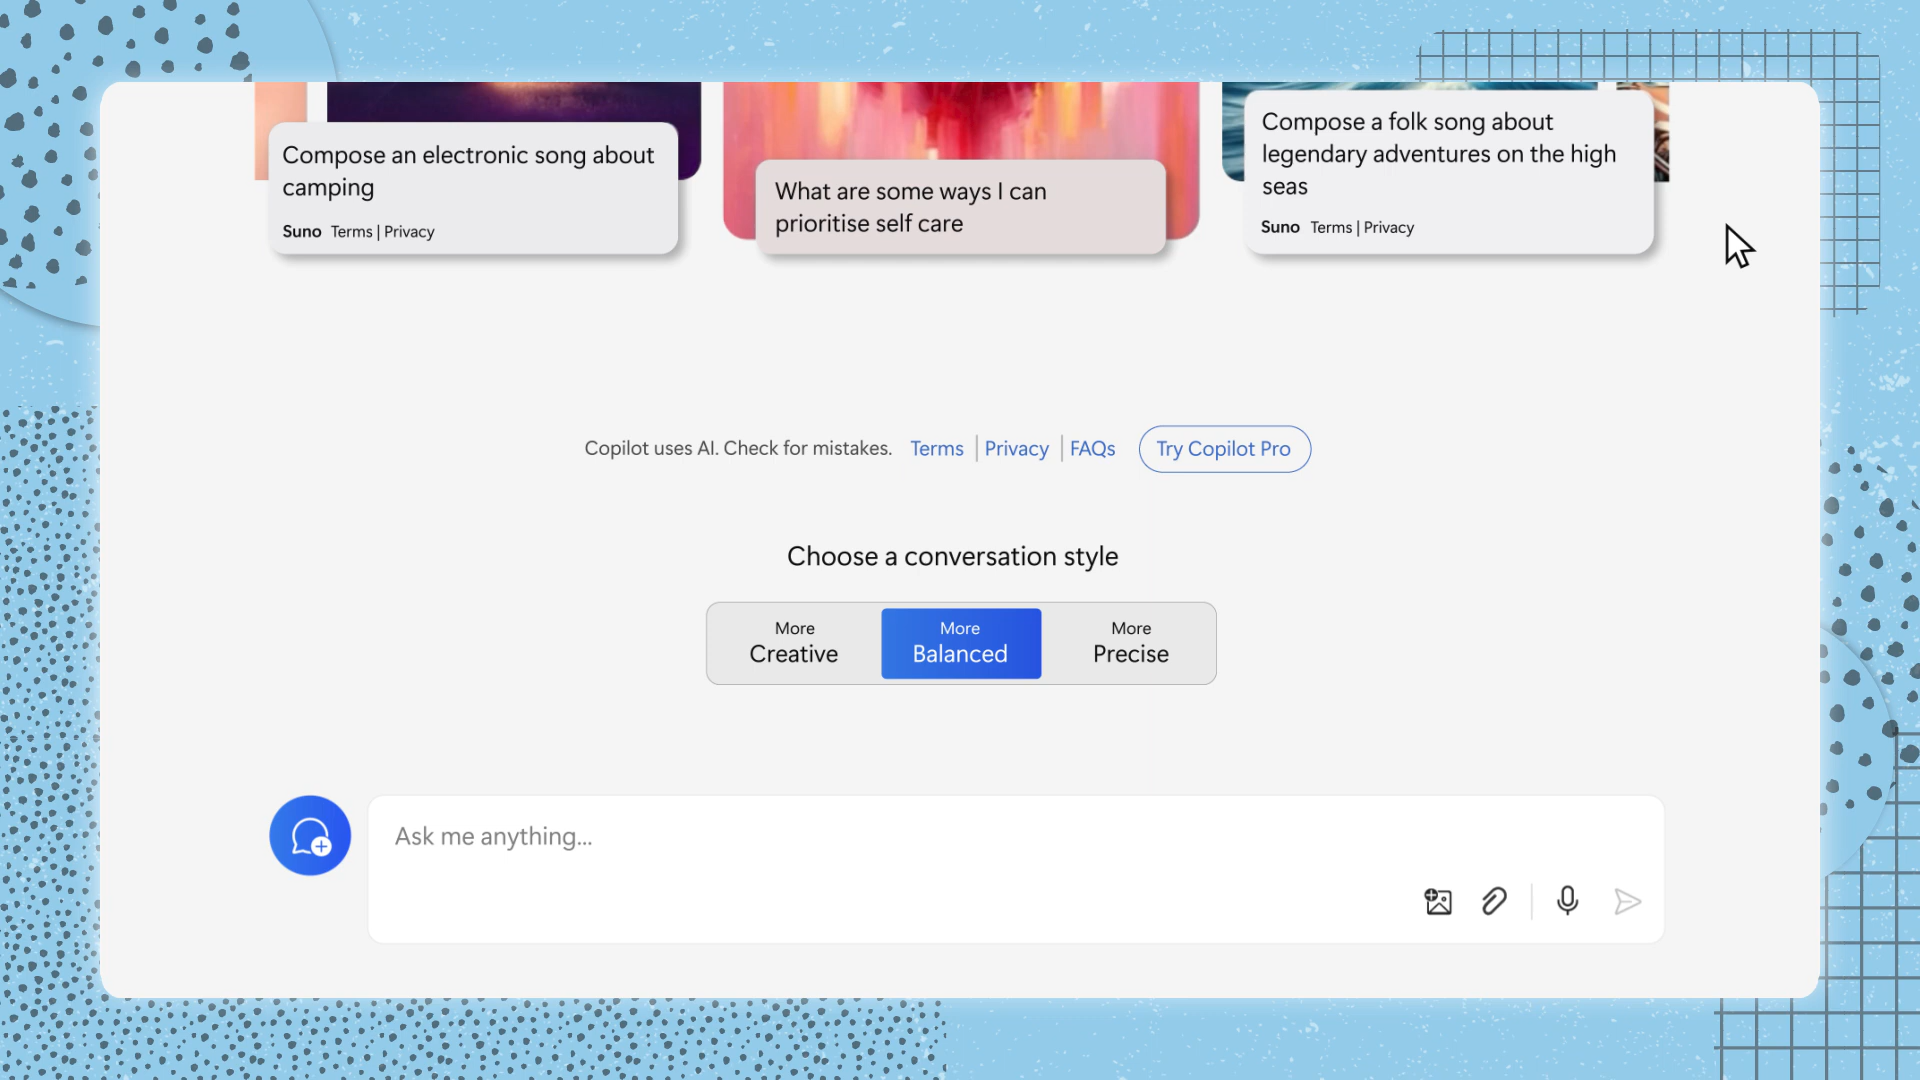 Compose an electronic song about
camping
Suno Terms | Privacy
What are some ways I can
prioritise self care
Compose a folk song about
legendary adventures on the high
seas
Suno Terms | Privacy
Copilot uses AI. Check for mistakes. Terms | Privacy | FAQs Try Copilot Pro
Choose a conversation style
More
Creative
More
Balanced
More
Precise
Ask me anything...